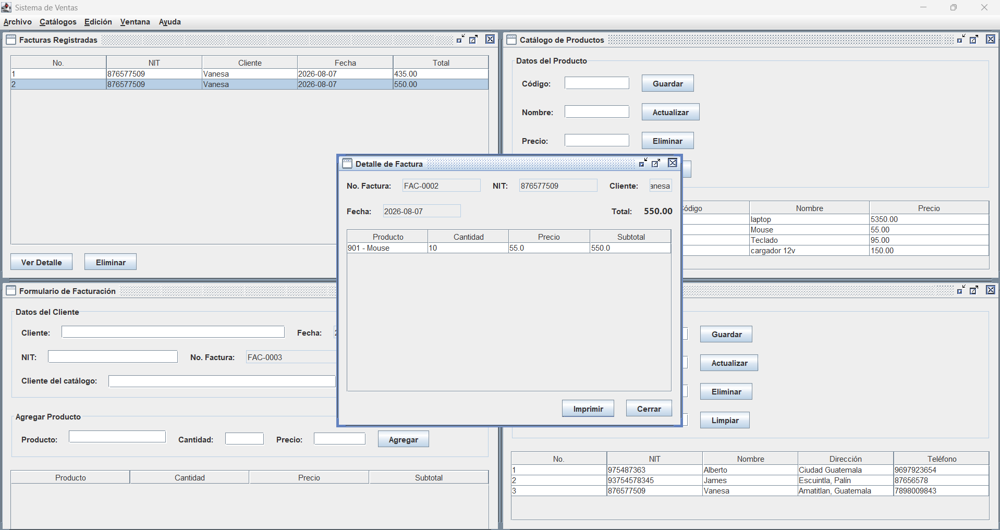 Sistema de Ventas
Archivo Catálogos Edición Ventana Ayuda
Facturas Registradas
No. NIT Cliente Fecha Total
1 876577509 Vanesa 2026-08-07 435.00
2 876577509 Vanesa 2026-08-07 550.00
Ver Detalle Eliminar
Catálogo de Productos
Datos del Producto
Código: Guardar
Nombre: Actualizar
Precio: Eliminar
ódigo Nombre Precio
laptop 5350.00
Mouse 55.00
Teclado 95.00
cargador 12v 150.00
Detalle de Factura
No. Factura: FAC-0002 NIT: 876577509 Cliente: anesa
Fecha: 2026-08-07 Total: 550.00
Producto Cantidad Precio Subtotal
901 - Mouse 10 55.0 550.0
Imprimir Cerrar
Formulario de Facturación
Datos del Cliente
Cliente: Fecha:
NIT: No. Factura: FAC-0003
Cliente del catálogo:
Agregar Producto
Producto: Cantidad: Precio: Agregar
Producto Cantidad Precio Subtotal
Guardar
Actualizar
Eliminar
Limpiar
No. NIT Nombre Dirección Teléfono
1 975487363 Alberto Ciudad Guatemala 9697923654
2 93754578345 James Escuintla, Palín 87656578
3 876577509 Vanesa Amatitlan, Guatemala 7898009843